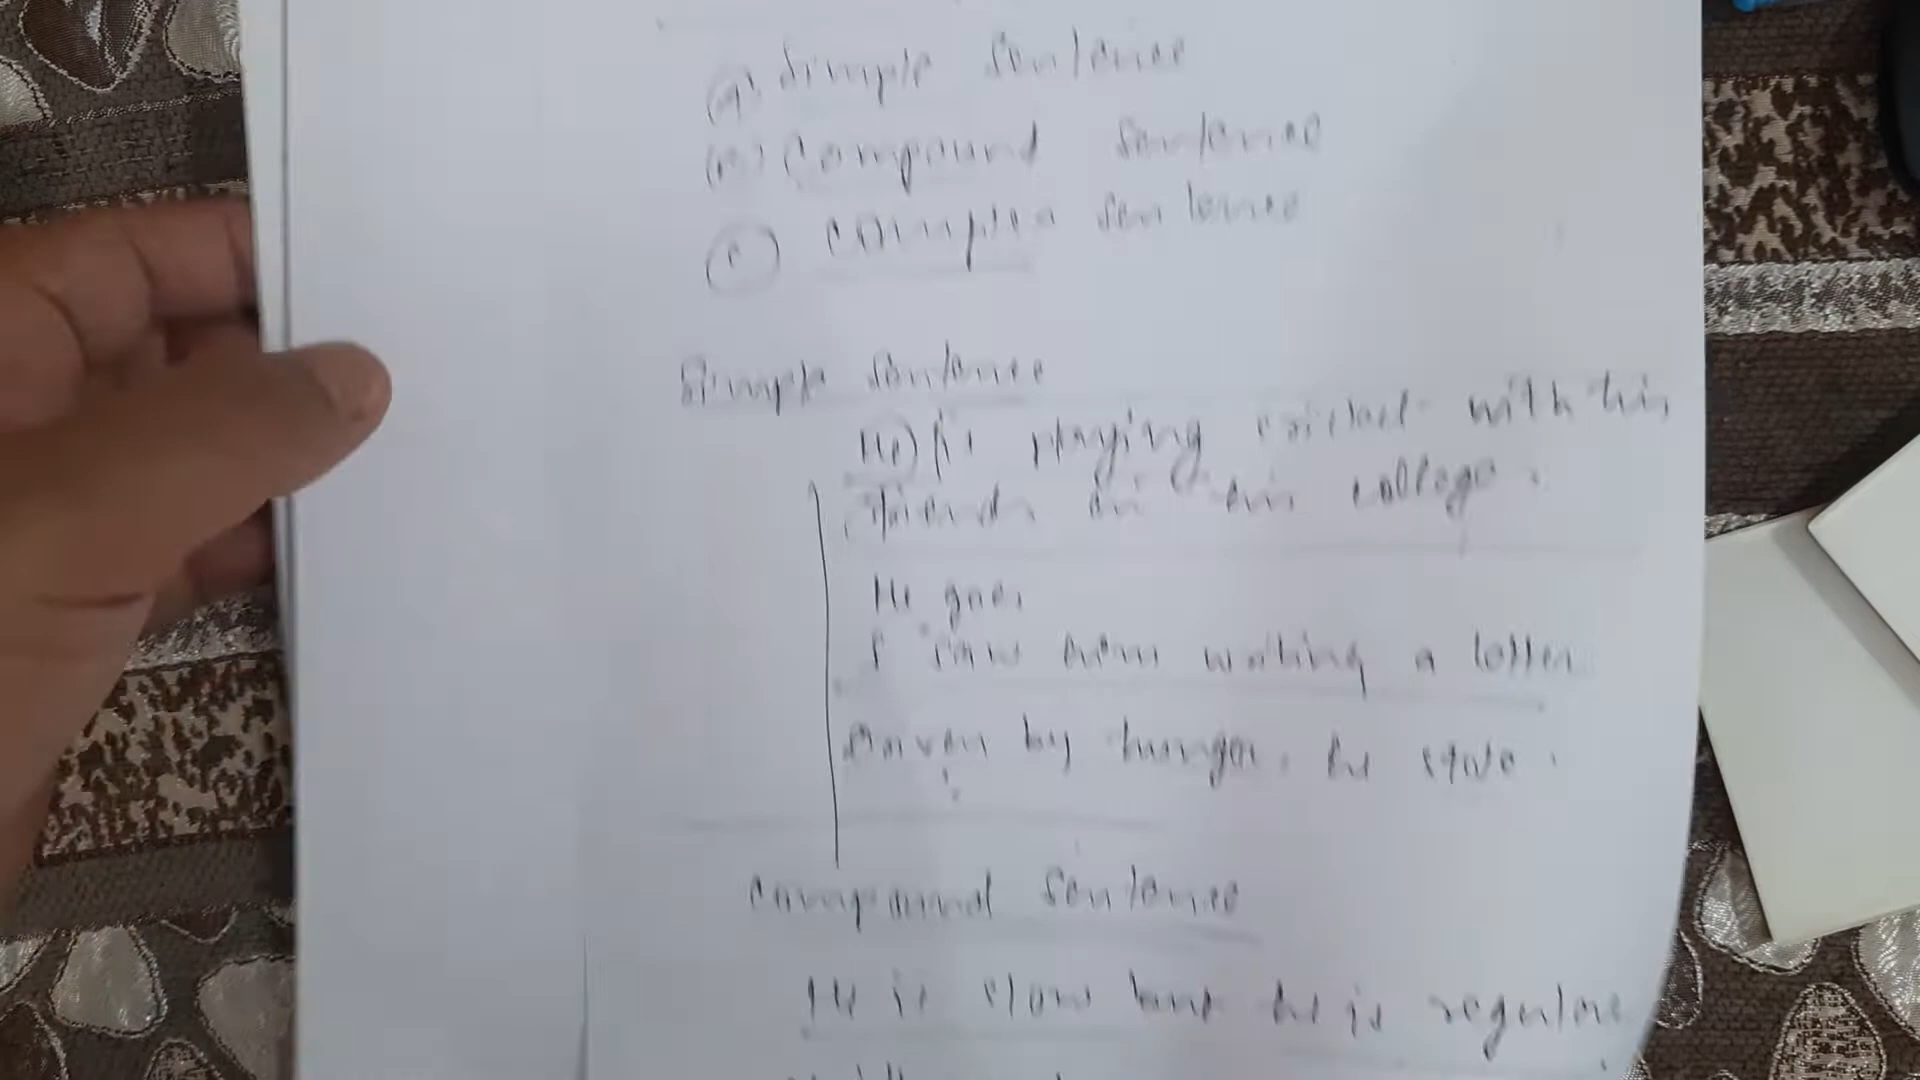 (a) Simple Sentence
(b) Compound Sentence
(c) Complex Sentence
Simple Sentence
He is playing cricket with his
friends in his college.
He goes
I saw him writing a letter
Driven by hunger, he stole.
Compound Sentence
He is slow but he is regular